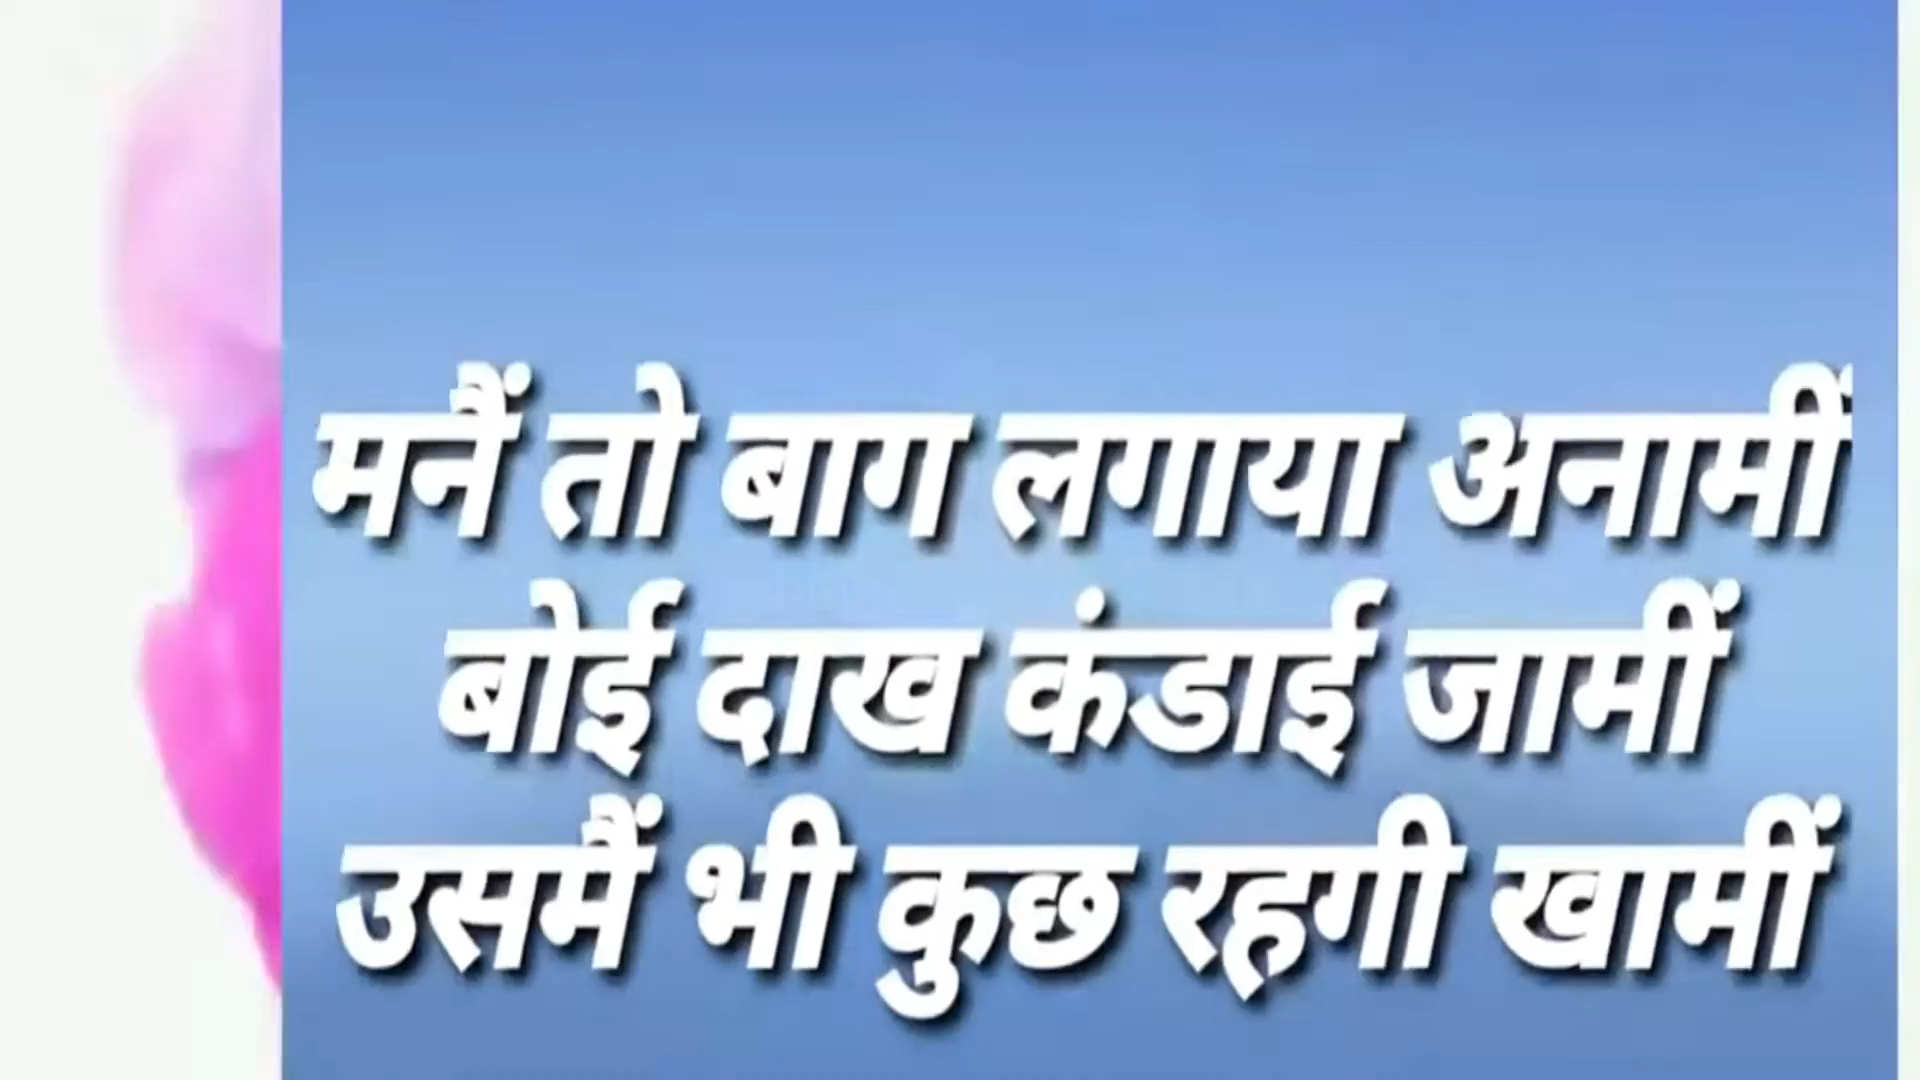 मनैं तो बाग लगाया अनामीं
बोई दाख कंडाई जामीं
उसमैं भी कुछ रहगी खामीं